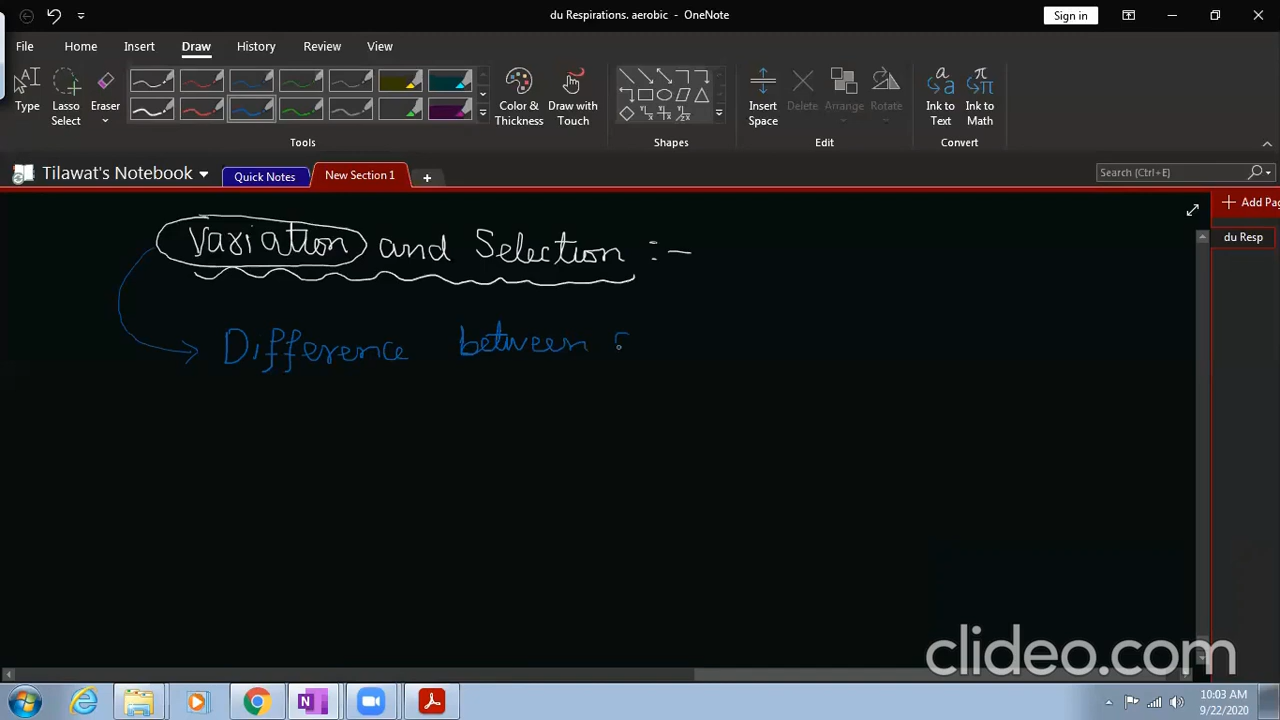 du Respirations. aerobic - OneNote
Sign in
File Home Insert Draw History Review View
Type
Lasso Select
Eraser
Color & Thickness
Draw with Touch
Insert Space
Delete
Arrange
Rotate
Ink to Text
Ink to Math
Tools
Shapes
Edit
Convert
Tilawat's Notebook
Quick Notes
New Section 1
Search (Ctrl+E)
Add Pag
du Resp
Variation and Selection :-
Difference between
clideo.com
10:03 AM
9/22/2020